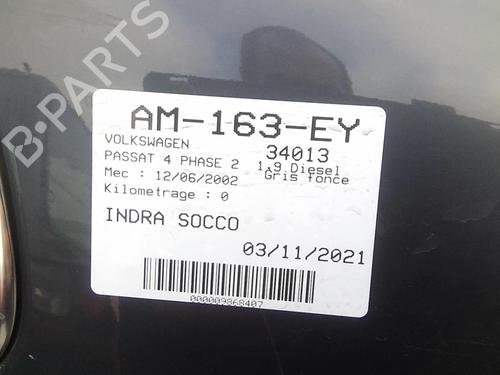 B-PARTS
AM-163-EY
VOLKSWAGEN 34013
PASSAT 4 PHASE 2 1.9 Diesel
Mec : 12/06/2002 Gris fonce
Kilometrage : 0
INDRA SOCCO
03/11/2021
000009868407